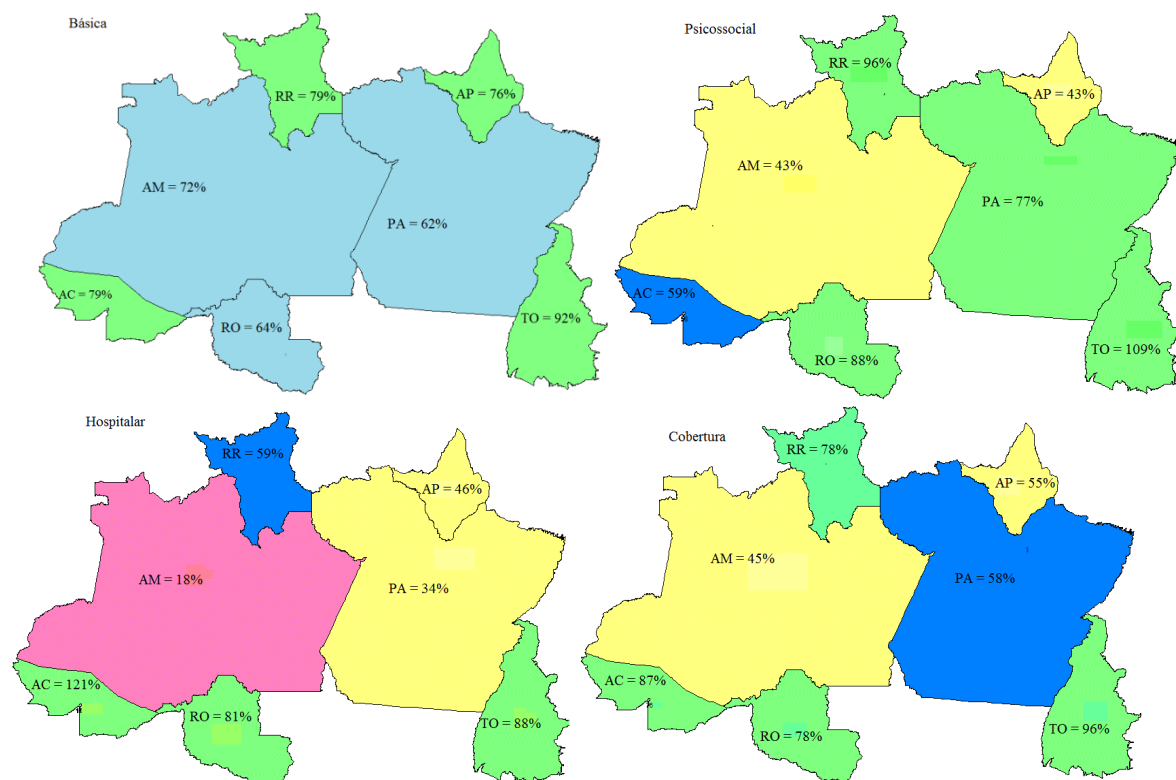 Básica
RR = 79%
AP = 76%
AM = 72%
PA = 62%
AC = 79%
RO = 64%
TO = 92%
Psicossocial
RR = 96%
AP = 43%
AM = 43%
PA = 77%
AC = 59%
RO = 88%
TO = 109%
Hospitalar
RR = 59%
AP = 46%
AM = 18%
PA = 34%
AC = 121%
RO = 81%
TO = 88%
Cobertura
RR = 78%
AP = 55%
AM = 45%
PA = 58%
AC = 87%
RO = 78%
TO = 96%